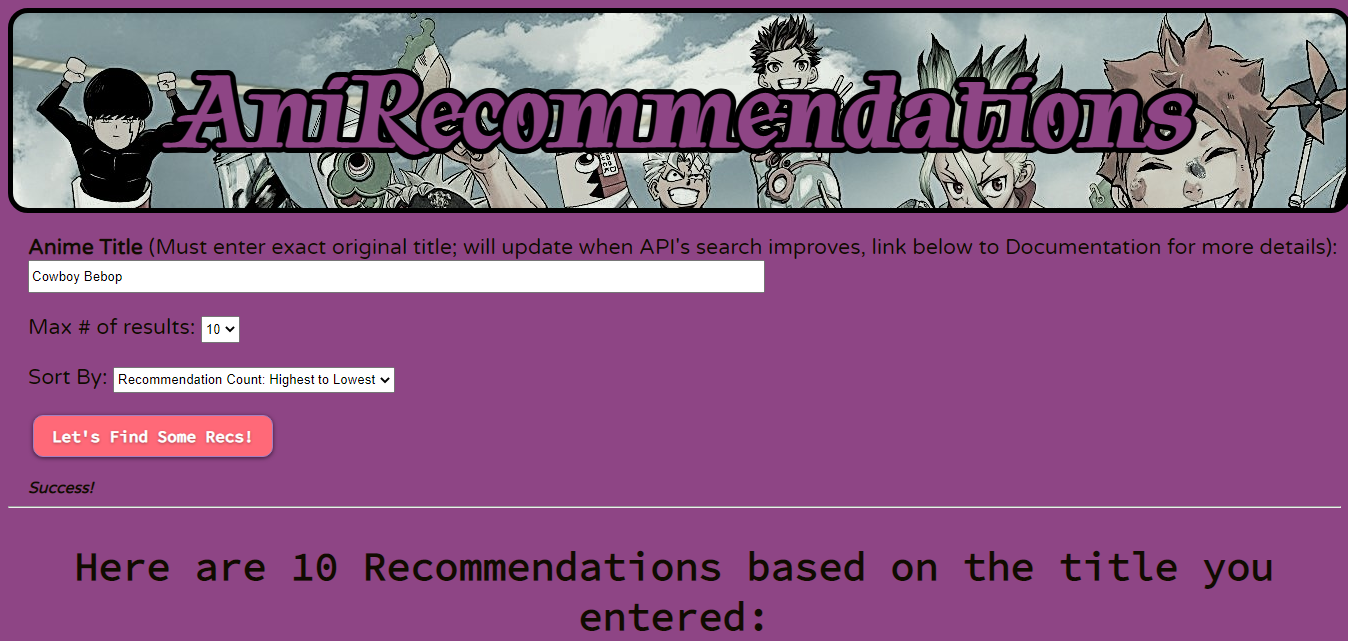 AniRecommendations
Anime Title (Must enter exact original title; will update when API's search improves, link below to Documentation for more details):
Cowboy Bebop
Max # of results: 10
Sort By: Recommendation Count: Highest to Lowest
Let's Find Some Recs!
Success!
Here are 10 Recommendations based on the title you
entered: